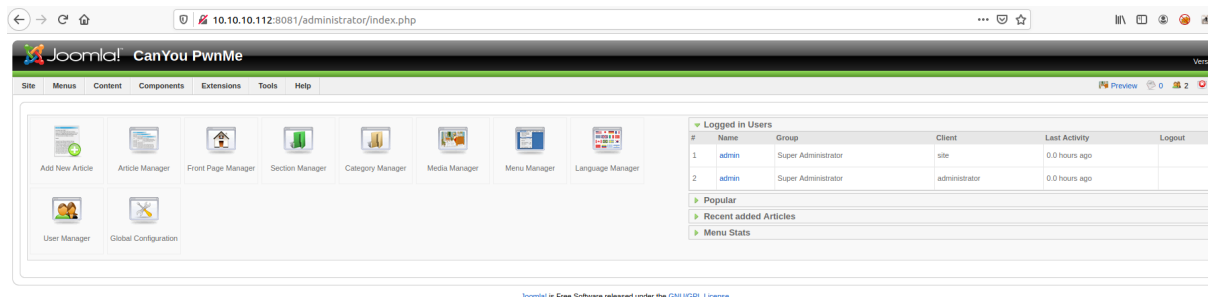 10.10.10.112:8081/administrator/index.php
Joomla! CanYou PwnMe
Vers
Site Menus Content Components Extensions Tools Help
Preview 0 2
Add New Article Article Manager Front Page Manager Section Manager Category Manager Media Manager Menu Manager Language Manager
User Manager Global Configuration
Logged in Users
# Name Group Client Last Activity Logout
1 admin Super Administrator site 0.0 hours ago
2 admin Super Administrator administrator 0.0 hours ago
Popular
Recent added Articles
Menu Stats
Joomla! is Free Software released under the GNU/GPL License.